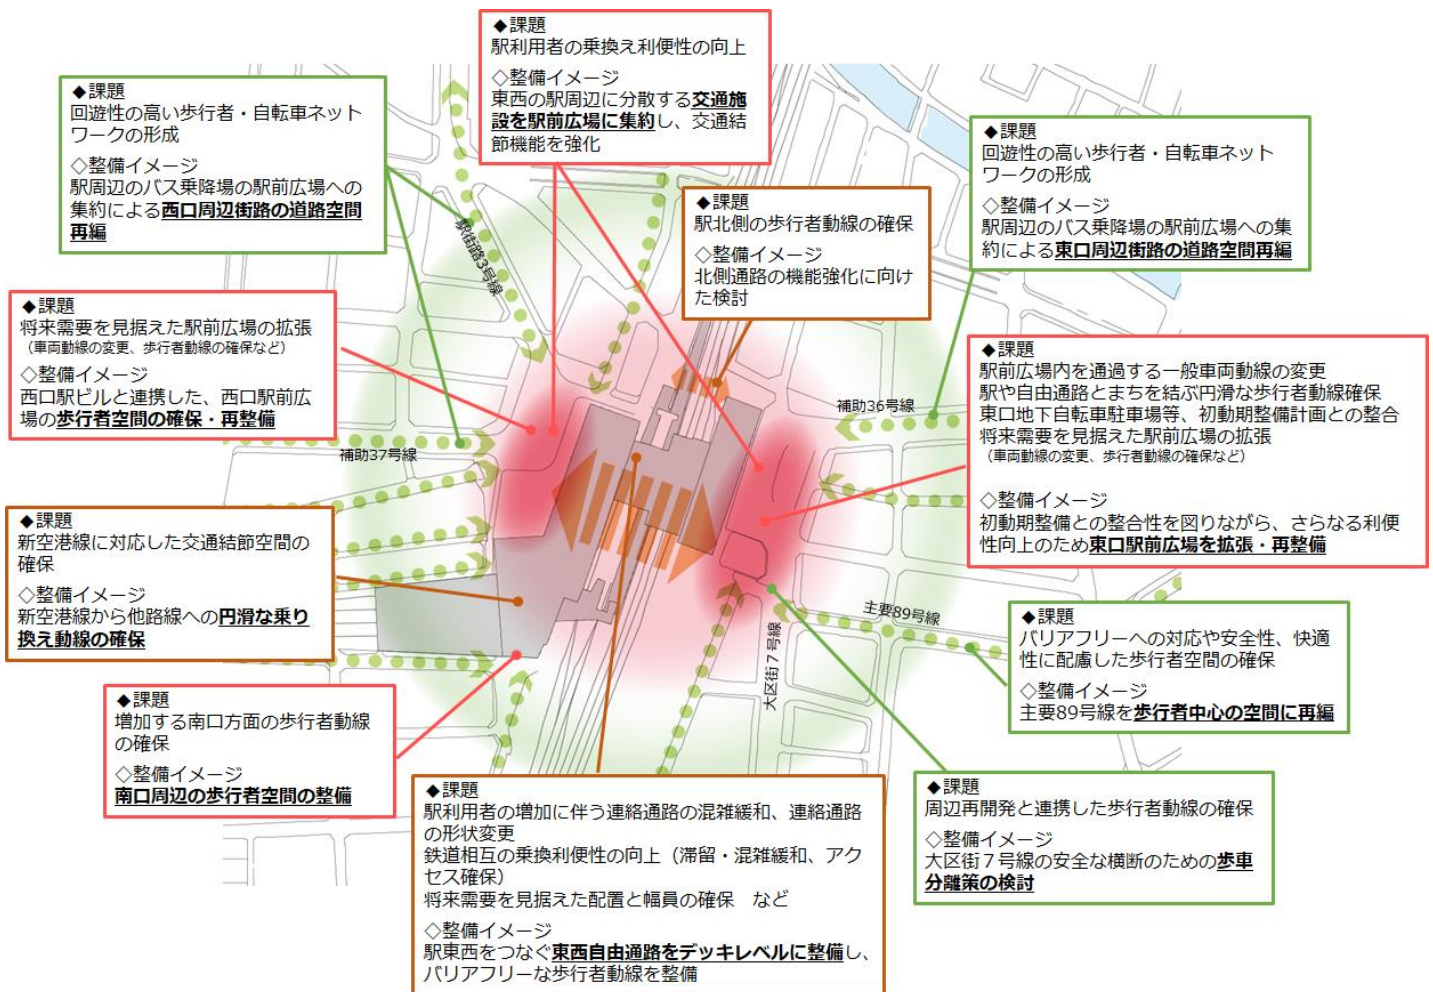 ◆課題
駅利用者の乗換え利便性の向上
◇整備イメージ
東西の駅周辺に分散する交通施
設を駅前広場に集約し、交通結
節機能を強化
◆課題
回遊性の高い歩行者・自転車ネット
ワークの形成
◇整備イメージ
駅周辺のバス乗降場の駅前広場への
集約による西口周辺街路の道路空間
再編
◆課題
回遊性の高い歩行者・自転車ネット
ワークの形成
◇整備イメージ
駅周辺のバス乗降場の駅前広場への集
約による東口周辺街路の道路空間再編
◆課題
駅北側の歩行者動線の確保
◇整備イメージ
北側通路の機能強化に向け
た検討
駅街路3号線
◆課題
将来需要を見据えた駅前広場の拡張
（車両動線の変更、歩行者動線の確保など）
◇整備イメージ
西口駅ビルと連携した、西口駅前広
場の歩行者空間の確保・再整備
◆課題
駅前広場内を通過する一般車両動線の変更
駅や自由通路とまちを結ぶ円滑な歩行者動線確保
東口地下自転車駐車場等、初動期整備計画との整合
将来需要を見据えた駅前広場の拡張
（車両動線の変更、歩行者動線の確保など）
◇整備イメージ
初動期整備との整合性を図りながら、さらなる利便
性向上のため東口駅前広場を拡張・再整備
補助36号線
補助37号線
◆課題
新空港線に対応した交通結節空間の
確保
◇整備イメージ
新空港線から他路線への円滑な乗り
換え動線の確保
主要89号線
大区街７号線
◆課題
バリアフリーへの対応や安全性、快適
性に配慮した歩行者空間の確保
◇整備イメージ
主要89号線を歩行者中心の空間に再編
◆課題
増加する南口方面の歩行者動線
の確保
◇整備イメージ
南口周辺の歩行者空間の整備
◆課題
駅利用者の増加に伴う連絡通路の混雑緩和、連絡通路
の形状変更
鉄道相互の乗換利便性の向上（滞留・混雑緩和、アク
セス確保）
将来需要を見据えた配置と幅員の確保　など
◇整備イメージ
駅東西をつなぐ東西自由通路をデッキレベルに整備し、
バリアフリーな歩行者動線を整備
◆課題
周辺再開発と連携した歩行者動線の確保
◇整備イメージ
大区街７号線の安全な横断のための歩車
分離策の検討